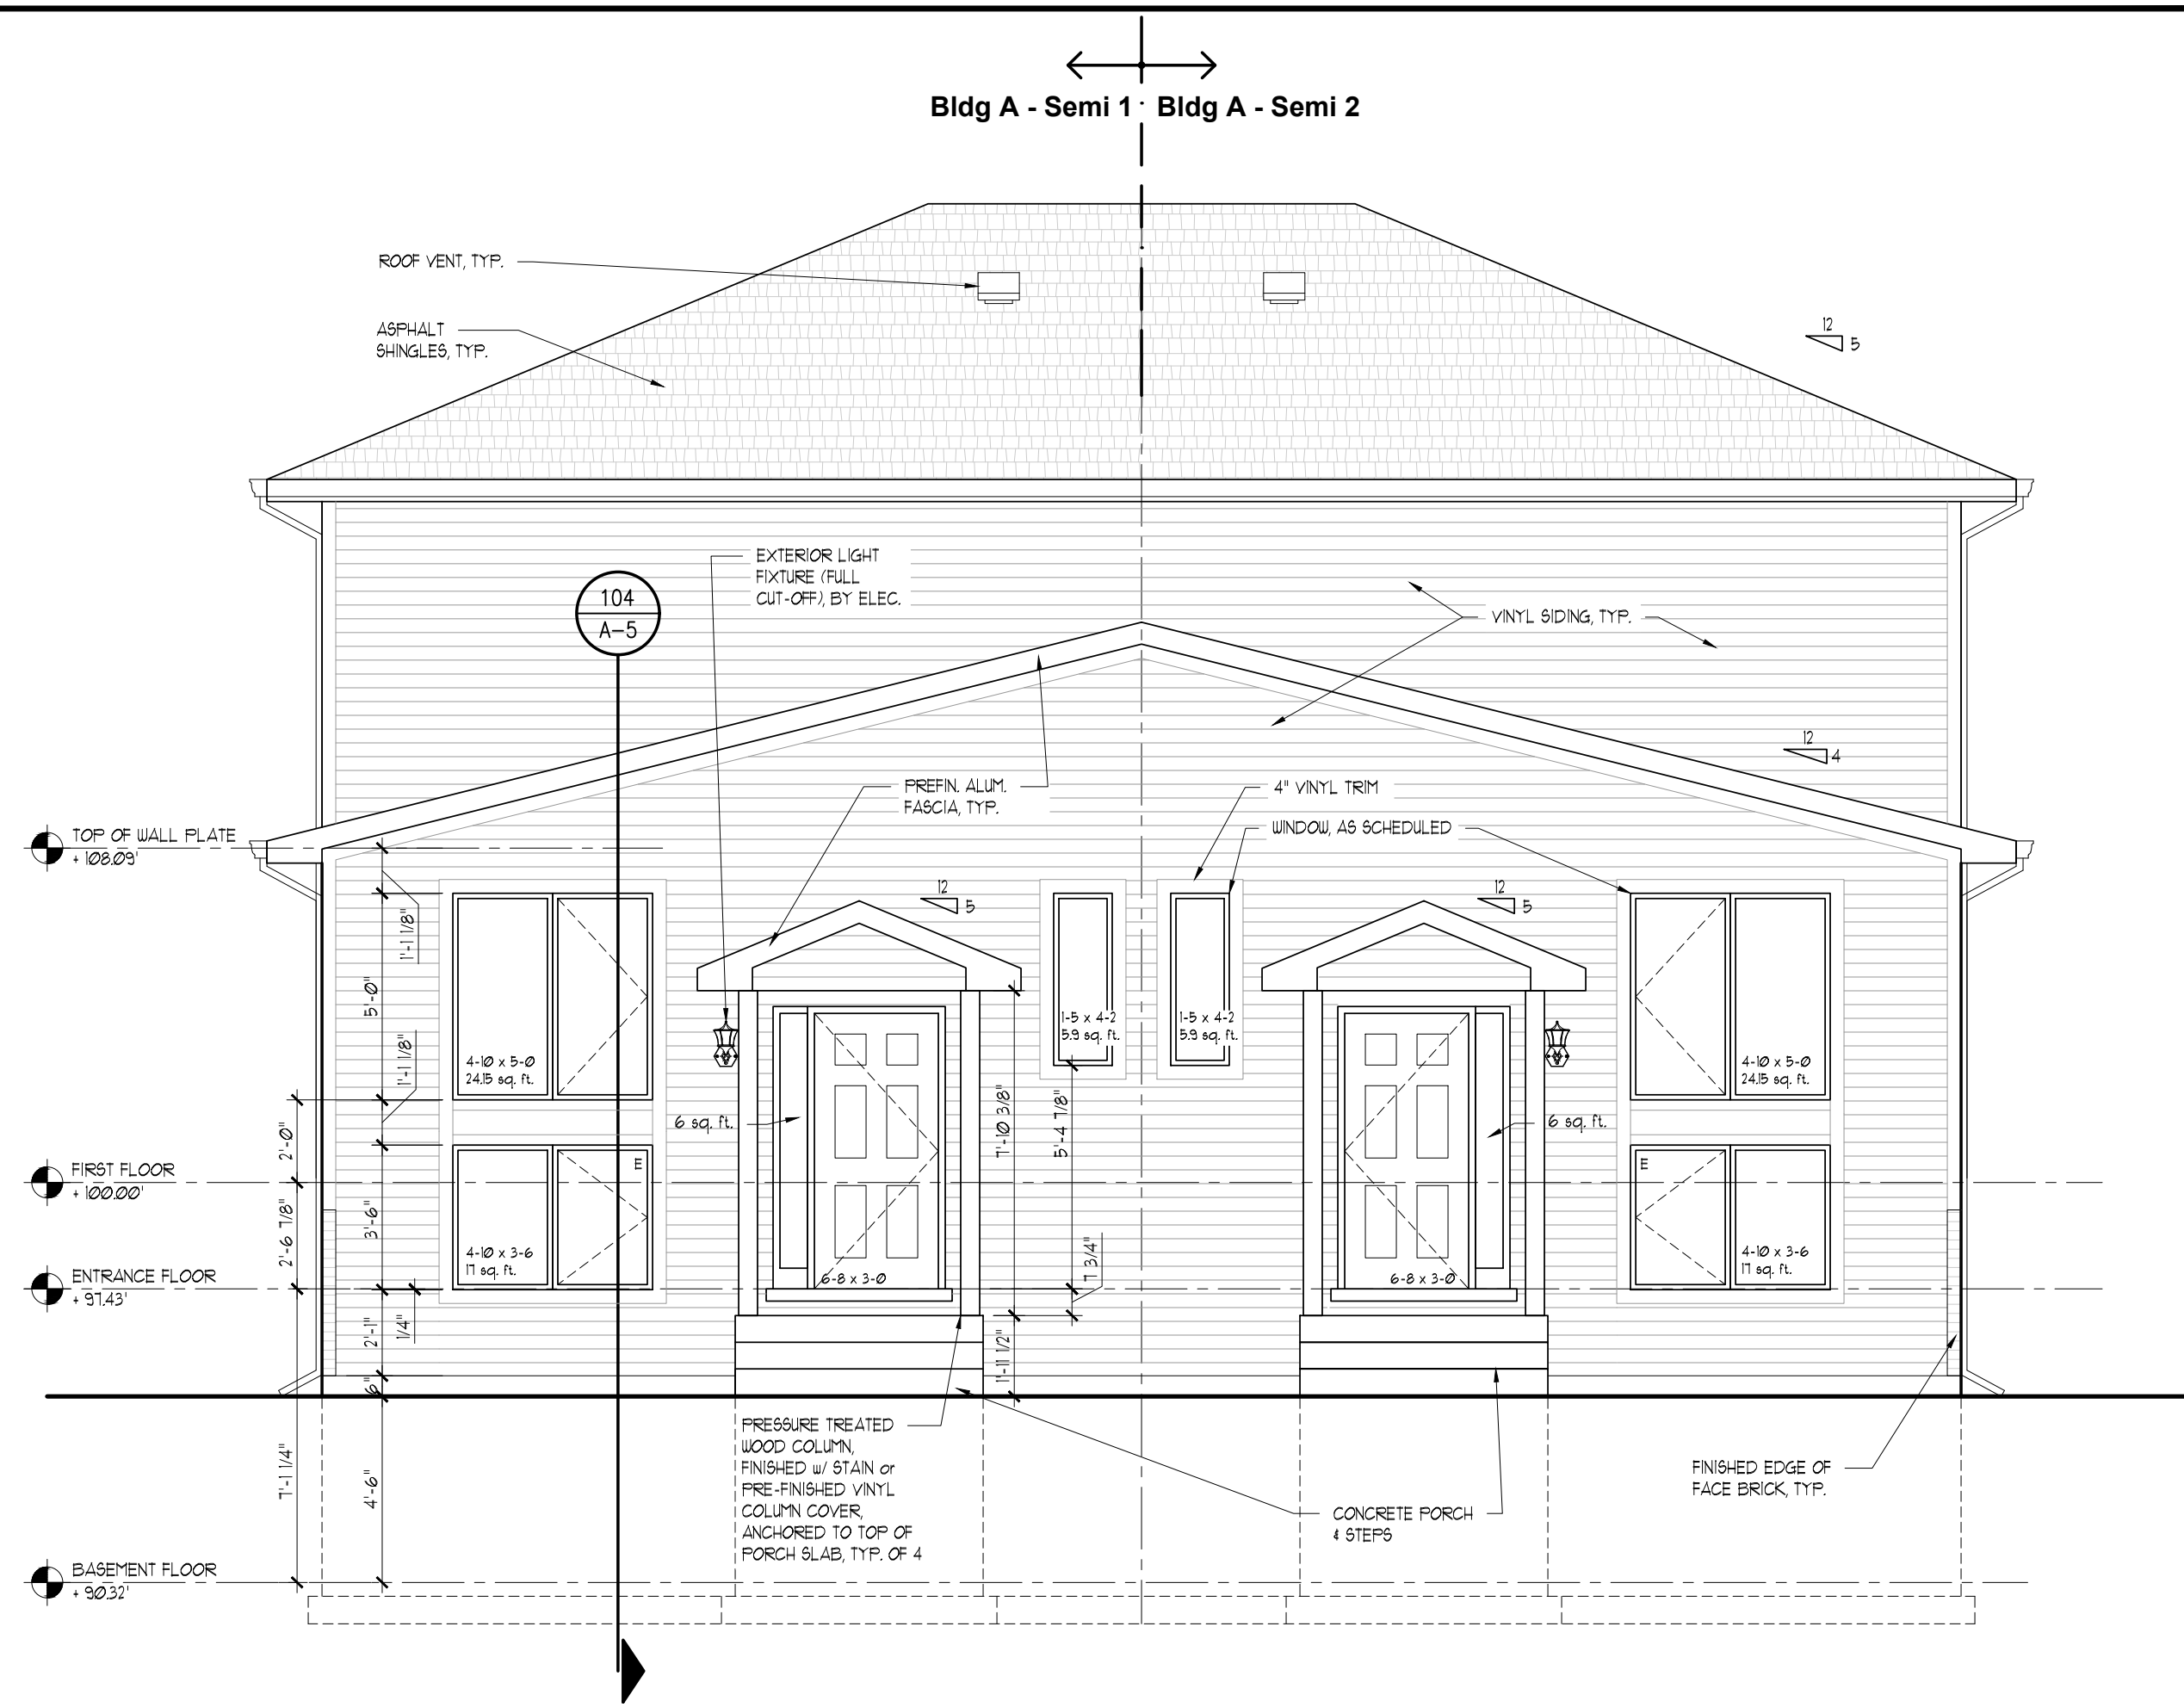 Bldg A - Semi 1
Bldg A - Semi 2
ROOF VENT, TYP.
ASPHALT
SHINGLES, TYP.
12
5
EXTERIOR LIGHT
FIXTURE (FULL
CUT-OFF), BY ELEC.
104
A-5
VINYL SIDING, TYP.
12
4
PREFIN. ALUM.
FASCIA, TYP.
4" VINYL TRIM
WINDOW, AS SCHEDULED
TOP OF WALL PLATE
+ 108.09'
12
5
12
5
1'-1 1/8"
5'-0"
1'-1 1/8"
4-10 x 5-0
24.15 sq. ft.
1-5 x 4-2
5.9 sq. ft.
1-5 x 4-2
5.9 sq. ft.
4-10 x 5-0
24.15 sq. ft.
6 sq. ft.
7'-10 3/8"
5'-4 7/8"
6 sq. ft.
2'-0"
FIRST FLOOR
+ 100.00'
E
E
2'-6 7/8"
3'-6"
4-10 x 3-6
17 sq. ft.
7 3/4"
4-10 x 3-6
17 sq. ft.
6-8 x 3-0
6-8 x 3-0
ENTRANCE FLOOR
+ 97.43'
2'-1"
1/4"
1'-11 1/2"
6"
PRESSURE TREATED
WOOD COLUMN,
FINISHED w/ STAIN or
PRE-FINISHED VINYL
COLUMN COVER,
ANCHORED TO TOP OF
PORCH SLAB, TYP. OF 4
7'-1 1/4"
4'-6"
CONCRETE PORCH
& STEPS
FINISHED EDGE OF
FACE BRICK, TYP.
BASEMENT FLOOR
+ 90.32'